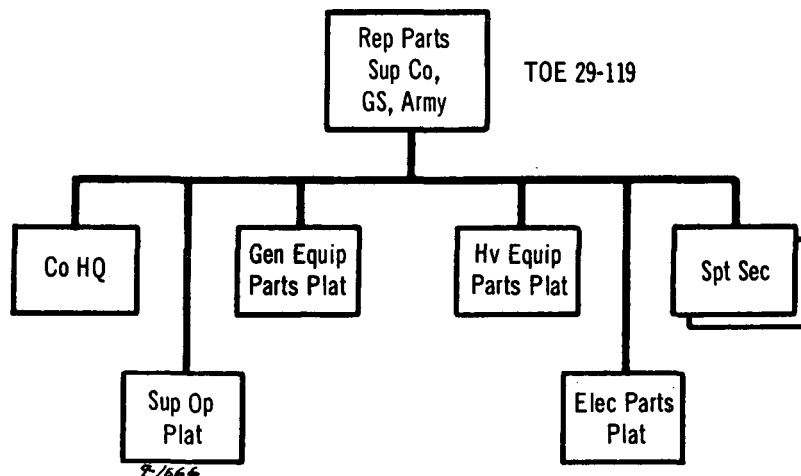 Rep Parts
Sup Co,
GS, Army
TOE 29-119
Co HQ
Gen Equip
Parts Plat
Hv Equip
Parts Plat
Spt Sec
Sup Op
Plat
Elec Parts
Plat